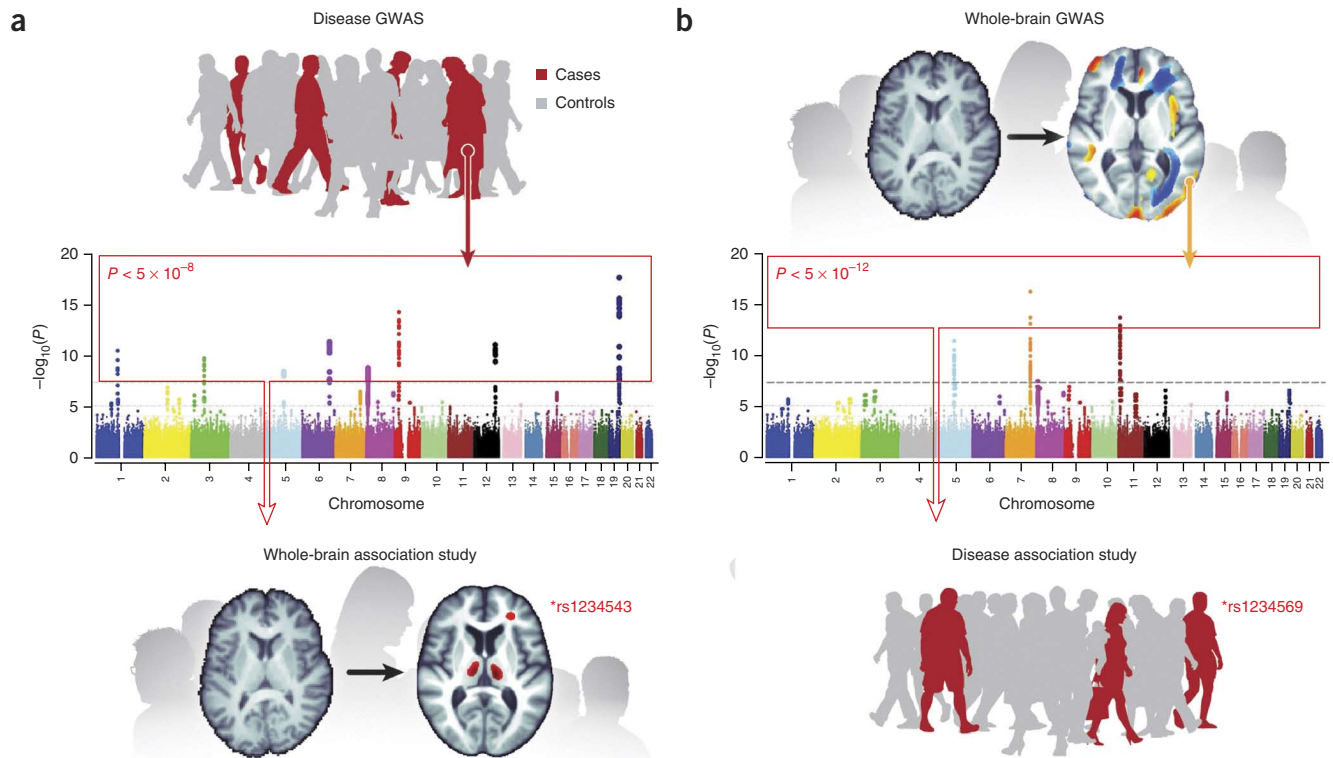 a
Disease GWAS
Cases
Controls
P < 5 × 10⁻⁸
20
15
10
5
0
–log₁₀(P)
1 2 3 4 5 6 7 8 9 10 11 12 13 14 15 16 17 18 19 20 21 22
Chromosome
Whole-brain association study
*rs1234543
b
Whole-brain GWAS
P < 5 × 10⁻¹²
20
15
10
5
0
–log₁₀(P)
1 2 3 4 5 6 7 8 9 10 11 12 13 14 15 16 17 18 19 20 21 22
Chromosome
Disease association study
*rs1234569